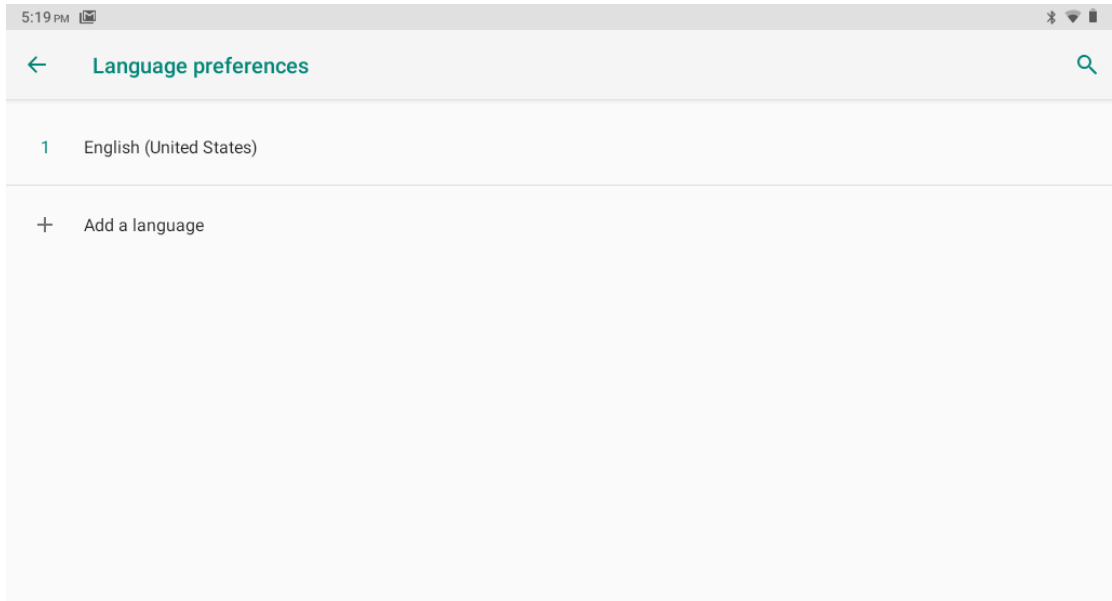 5:19 PM
Language preferences
1 English (United States)
Add a language